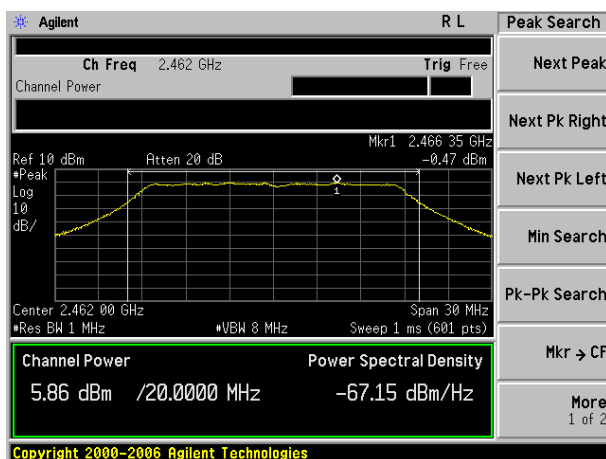 Agilent R L Peak Search
Ch Freq 2.462 GHz Trig Free
Channel Power
Next Peak
Next Pk Right
Next Pk Left
Min Search
Pk-Pk Search
Mkr → CF
More
1 of 2
Mkr1 2.466 35 GHz
Ref 10 dBm Atten 20 dB -0.47 dBm
#Peak
Log
10
dB/
1
Center 2.462 00 GHz Span 30 MHz
#Res BW 1 MHz #VBW 8 MHz Sweep 1 ms (601 pts)
Channel Power Power Spectral Density
5.86 dBm /20.0000 MHz -67.15 dBm/Hz
Copyright 2000-2006 Agilent Technologies